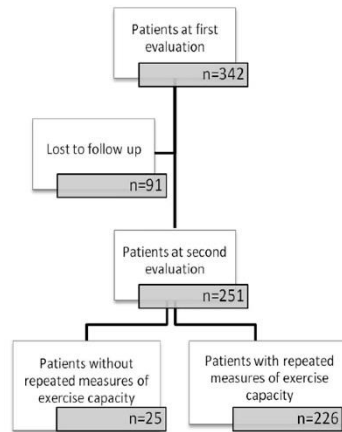 Patients at first
evaluation
n=342
Lost to follow up
n=91
Patients at second
evaluation
n=251
Patients without
repeated measures of
exercise capacity
n=25
Patients with repeated
measures of exercise
capacity
n=226